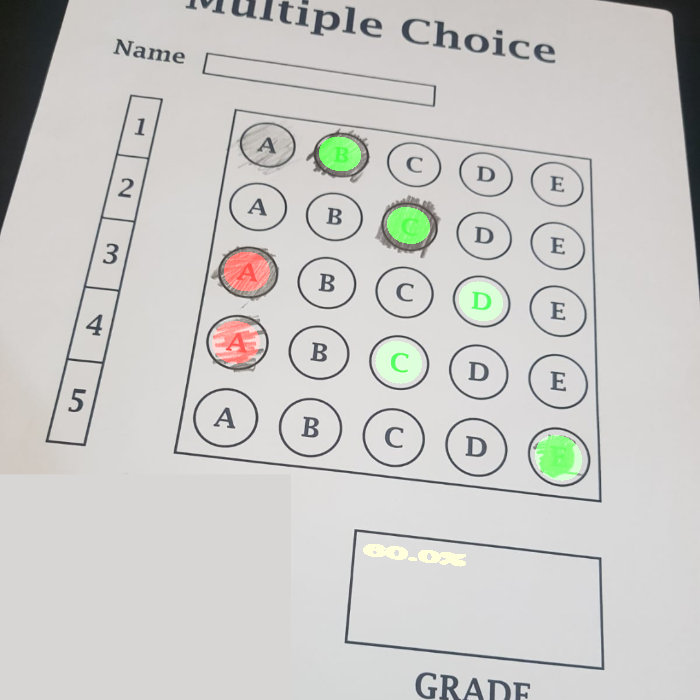 Multiple Choice
Name
1 A B C D E
2 A B C D E
3 A B C D E
4 A B C D E
5 A B C D E
60.0%
GRADE